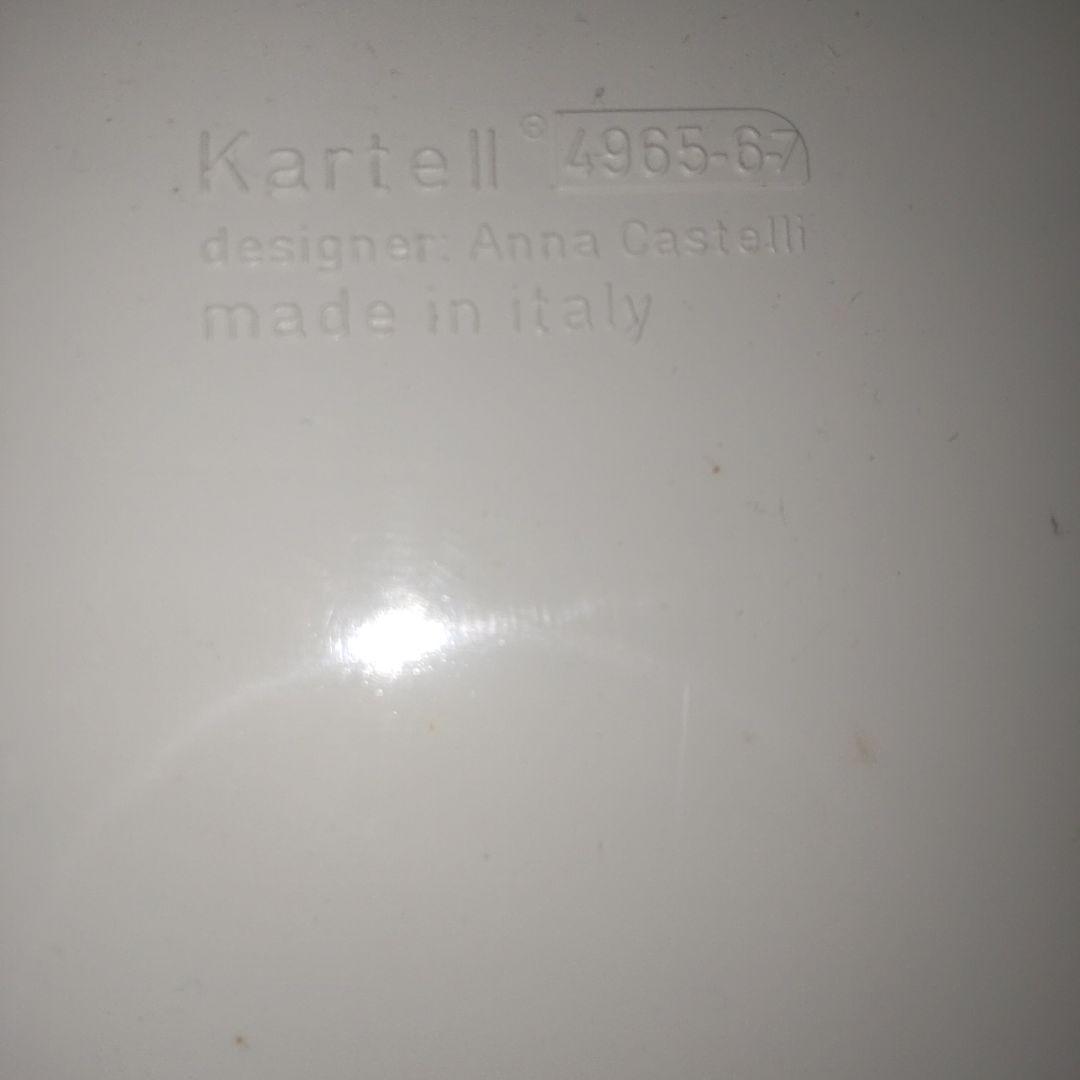 Kartell® 4965-6-7
designer: Anna Castelli
made in italy